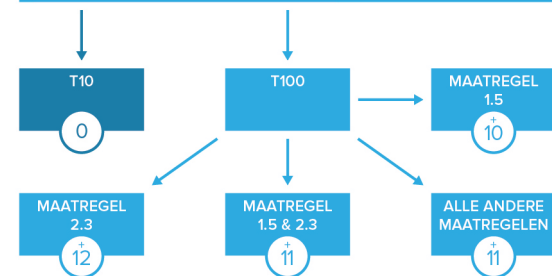 T10
0
T100
MAATREGEL
1.5
+
10
MAATREGEL
2.3
+
12
MAATREGEL
1.5 & 2.3
+
11
ALLE ANDERE
MAATREGELEN
+
11